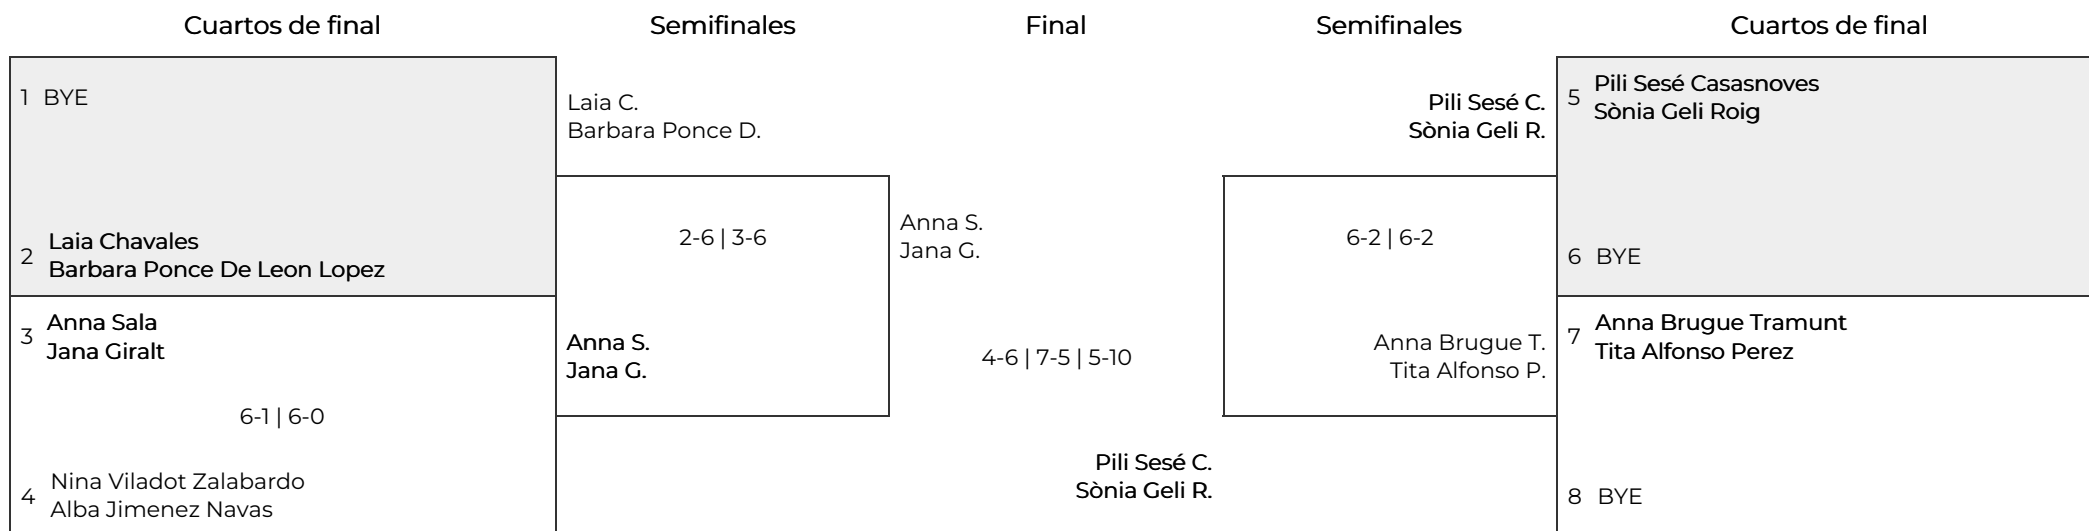 Cuartos de final
Semifinales
Final
Semifinales
Cuartos de final
1 BYE
2 Laia Chavales
Barbara Ponce De Leon Lopez
3 Anna Sala
Jana Giralt
6-1 | 6-0
4 Nina Viladot Zalabardo
Alba Jimenez Navas
Laia C.
Barbara Ponce D.
2-6 | 3-6
Anna S.
Jana G.
Anna S.
Jana G.
4-6 | 7-5 | 5-10
Pili Sesé C.
Sònia Geli R.
Pili Sesé C.
Sònia Geli R.
6-2 | 6-2
Anna Brugue T.
Tita Alfonso P.
5 Pili Sesé Casasnoves
Sònia Geli Roig
6 BYE
7 Anna Brugue Tramunt
Tita Alfonso Perez
8 BYE